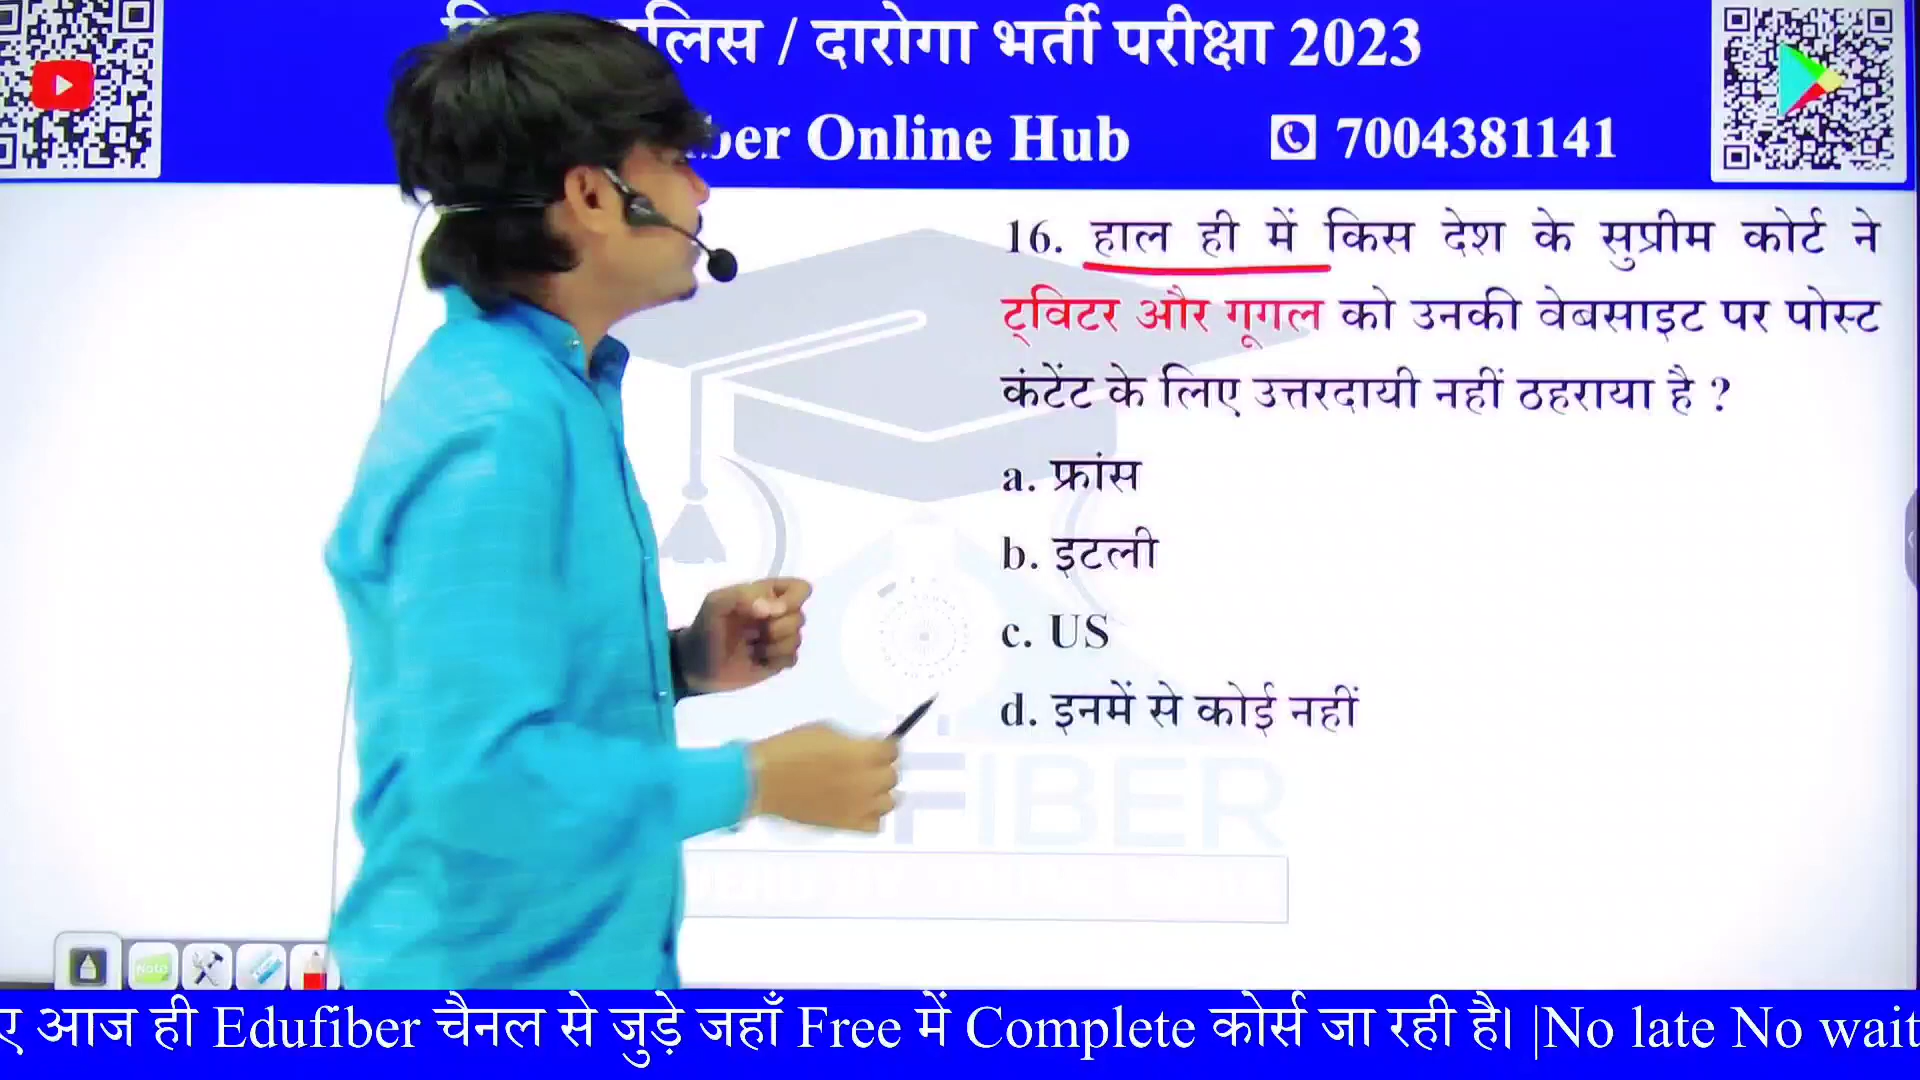 पुलिस / दारोगा भर्ती परीक्षा 2023
Online Hub
7004381141
16. हाल ही में किस देश के सुप्रीम कोर्ट ने
ट्विटर और गूगल को उनकी वेबसाइट पर पोस्ट
कंटेंट के लिए उत्तरदायी नहीं ठहराया है ?
a. फ्रांस
b. इटली
c. US
d. इनमें से कोई नहीं
FIBER
Note
ए आज ही Edufiber चैनल से जुड़े जहाँ Free में Complete कोर्स जा रही है। |No late No wait